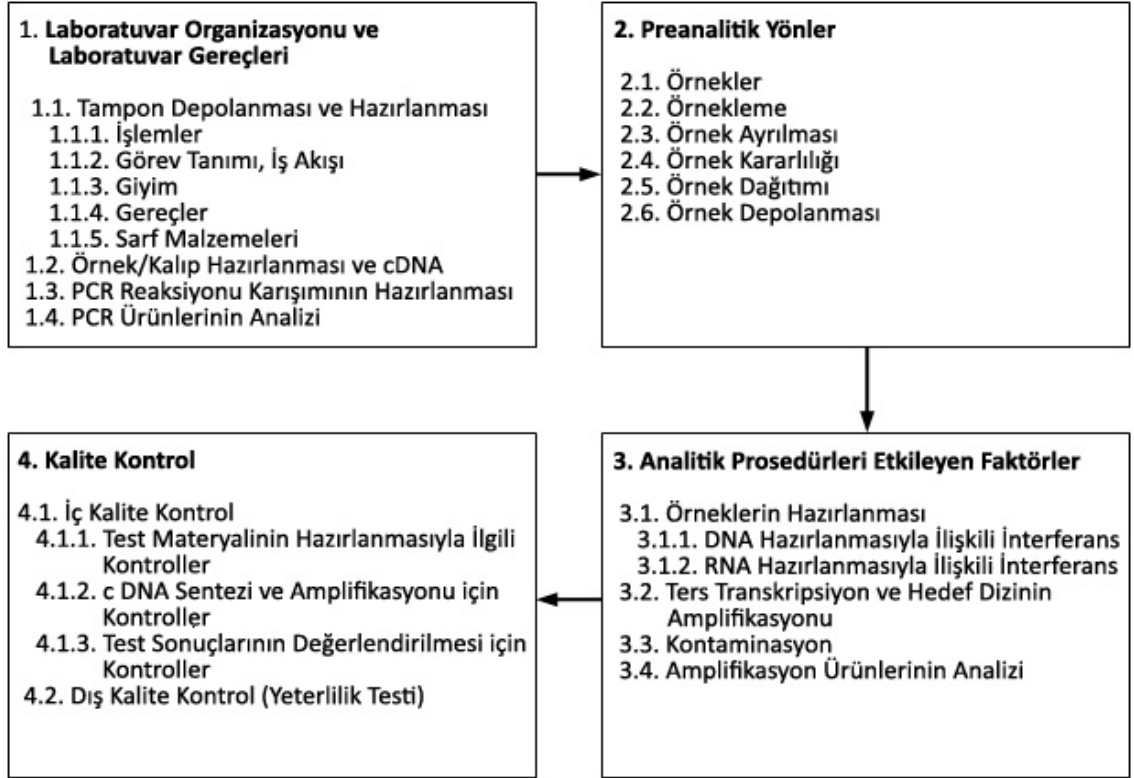 1. Laboratuvar Organizasyonu ve
Laboratuvar Gereçleri
1.1. Tampon Depolanması ve Hazırlanması
1.1.1. İşlemler
1.1.2. Görev Tanımı, İş Akışı
1.1.3. Giyim
1.1.4. Gereçler
1.1.5. Sarf Malzemeleri
1.2. Örnek/Kalıp Hazırlanması ve cDNA
1.3. PCR Reaksiyonu Karışımının Hazırlanması
1.4. PCR Ürünlerinin Analizi
2. Preanalitik Yönler
2.1. Örnekler
2.2. Örnekleme
2.3. Örnek Ayrılması
2.4. Örnek Kararlılığı
2.5. Örnek Dağıtımı
2.6. Örnek Depolanması
3. Analitik Prosedürleri Etkileyen Faktörler
3.1. Örneklerin Hazırlanması
3.1.1. DNA Hazırlanmasıyla İlişkili İnterferans
3.1.2. RNA Hazırlanmasıyla İlişkili İnterferans
3.2. Ters Transkripsiyon ve Hedef Dizinin
Amplifikasyonu
3.3. Kontaminasyon
3.4. Amplifikasyon Ürünlerinin Analizi
4. Kalite Kontrol
4.1. İç Kalite Kontrol
4.1.1. Test Materyalinin Hazırlanmasıyla İlgili
Kontroller
4.1.2. c DNA Sentezi ve Amplifikasyonu için
Kontroller
4.1.3. Test Sonuçlarının Değerlendirilmesi için
Kontroller
4.2. Dış Kalite Kontrol (Yeterlilik Testi)